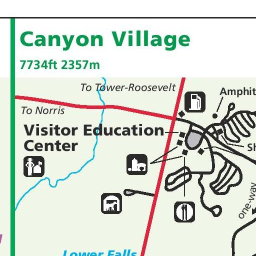 Canyon Village
7734ft 2357m
To Tower-Roosevelt
Amphit
To Norris
Visitor Education
Center
Sh
one-way
Lower Falls